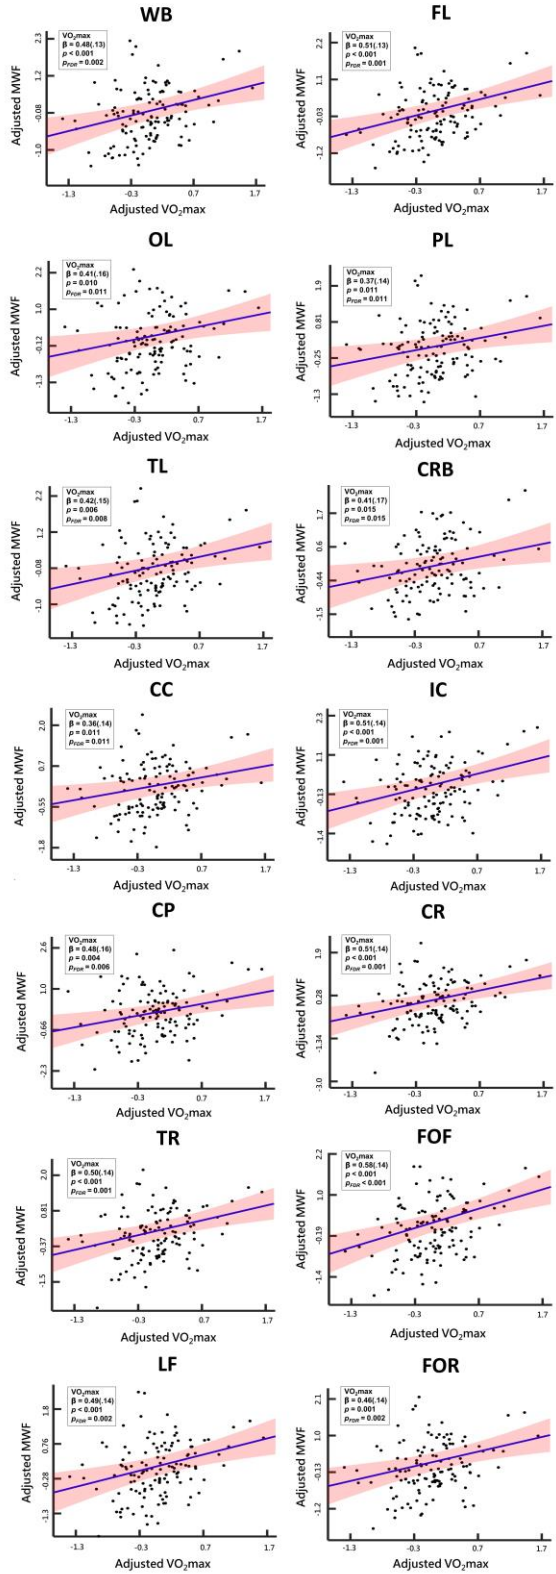 WB
VO₂max
β = 0.48(.13)
p < 0.001
pFDR = 0.002
Adjusted MWF
2.3
1.2
-0.08
-1.0
-1.3 -0.3 0.7 1.7
Adjusted VO₂max
FL
VO₂max
β = 0.51(.13)
p < 0.001
pFDR = 0.001
Adjusted MWF
2.2
1.1
-0.03
-1.2
-1.3 -0.3 0.7 1.7
Adjusted VO₂max
OL
VO₂max
β = 0.41(.16)
p = 0.010
pFDR = 0.011
Adjusted MWF
2.2
1.0
-0.12
-1.3
-1.3 -0.3 0.7 1.7
Adjusted VO₂max
PL
VO₂max
β = 0.37(.14)
p = 0.011
pFDR = 0.011
Adjusted MWF
1.9
0.81
-0.25
-1.3
-1.3 -0.3 0.7 1.7
Adjusted VO₂max
TL
VO₂max
β = 0.42(.15)
p = 0.006
pFDR = 0.008
Adjusted MWF
2.2
1.2
-0.08
-1.0
-1.3 -0.3 0.7 1.7
Adjusted VO₂max
CRB
VO₂max
β = 0.41(.17)
p = 0.015
pFDR = 0.015
Adjusted MWF
1.7
0.6
-0.44
-1.5
-1.3 -0.3 0.7 1.7
Adjusted VO₂max
CC
VO₂max
β = 0.36(.14)
p = 0.011
pFDR = 0.011
Adjusted MWF
2.0
0.7
-0.55
-1.8
-1.3 -0.3 0.7 1.7
Adjusted VO₂max
IC
VO₂max
β = 0.51(.14)
p < 0.001
pFDR = 0.001
Adjusted MWF
2.3
1.1
-0.13
-1.4
-1.3 -0.3 0.7 1.7
Adjusted VO₂max
CP
VO₂max
β = 0.48(.16)
p = 0.004
pFDR = 0.006
Adjusted MWF
2.6
1.0
-0.66
-2.3
-1.3 -0.3 0.7 1.7
Adjusted VO₂max
CR
VO₂max
β = 0.51(.14)
p < 0.001
pFDR = 0.001
Adjusted MWF
1.9
0.28
-1.34
-3.0
-1.3 -0.3 0.7 1.7
Adjusted VO₂max
TR
VO₂max
β = 0.50(.14)
p < 0.001
pFDR = 0.001
Adjusted MWF
2.0
0.81
-0.37
-1.5
-1.3 -0.3 0.7 1.7
Adjusted VO₂max
FOF
VO₂max
β = 0.58(.14)
p < 0.001
pFDR < 0.001
Adjusted MWF
2.2
1.0
-0.19
-1.4
-1.3 -0.3 0.7 1.7
Adjusted VO₂max
LF
VO₂max
β = 0.49(.14)
p < 0.001
pFDR = 0.002
Adjusted MWF
1.8
0.76
-0.28
-1.3
-1.3 -0.3 0.7 1.7
Adjusted VO₂max
FOR
VO₂max
β = 0.46(.14)
p = 0.001
pFDR = 0.002
Adjusted MWF
2.1
1.0
-0.13
-1.2
-1.3 -0.3 0.7 1.7
Adjusted VO₂max